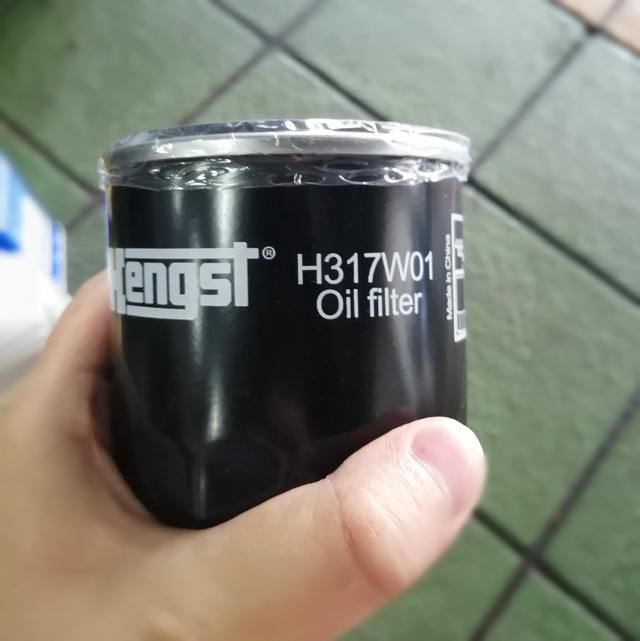 Hengst®
H317W01
Oil filter
Made in China